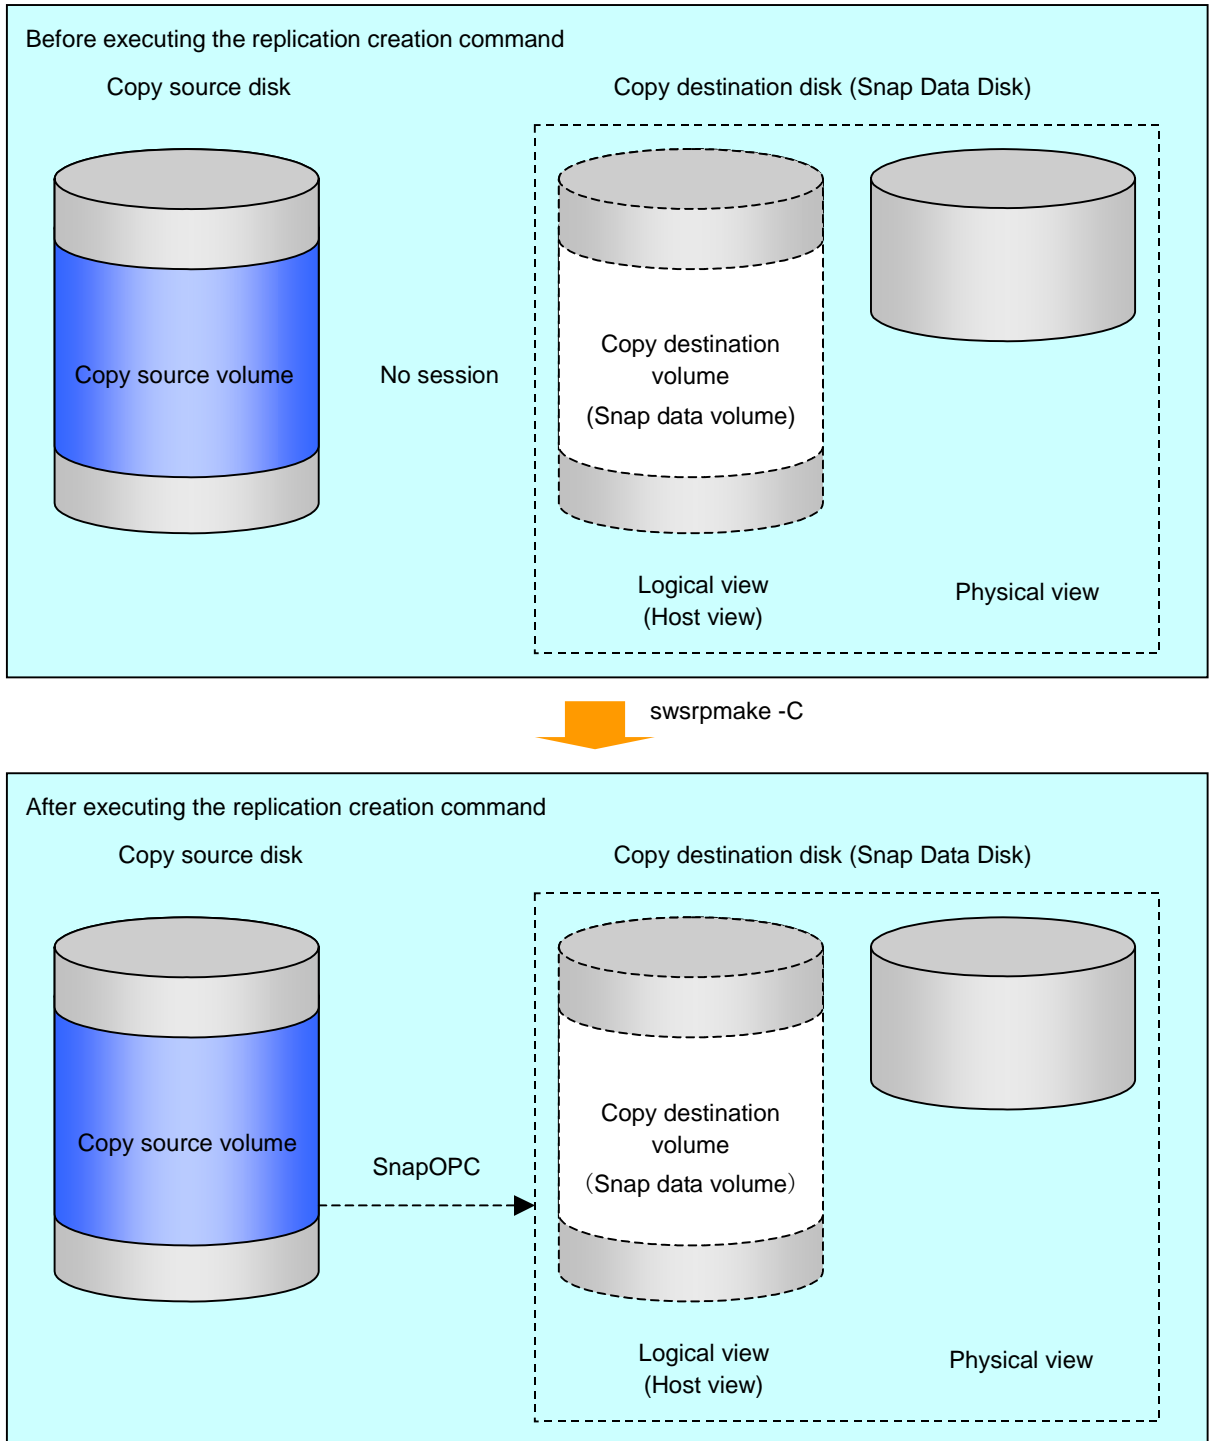 Before executing the replication creation command
Copy source disk
Copy destination disk (Snap Data Disk)
Copy source volume
No session
Copy destination
volume
(Snap data volume)
Logical view
(Host view)
Physical view
swsrpmake -C
After executing the replication creation command
Copy source disk
Copy destination disk (Snap Data Disk)
Copy source volume
SnapOPC
Copy destination
volume
（Snap data volume）
Logical view
(Host view)
Physical view